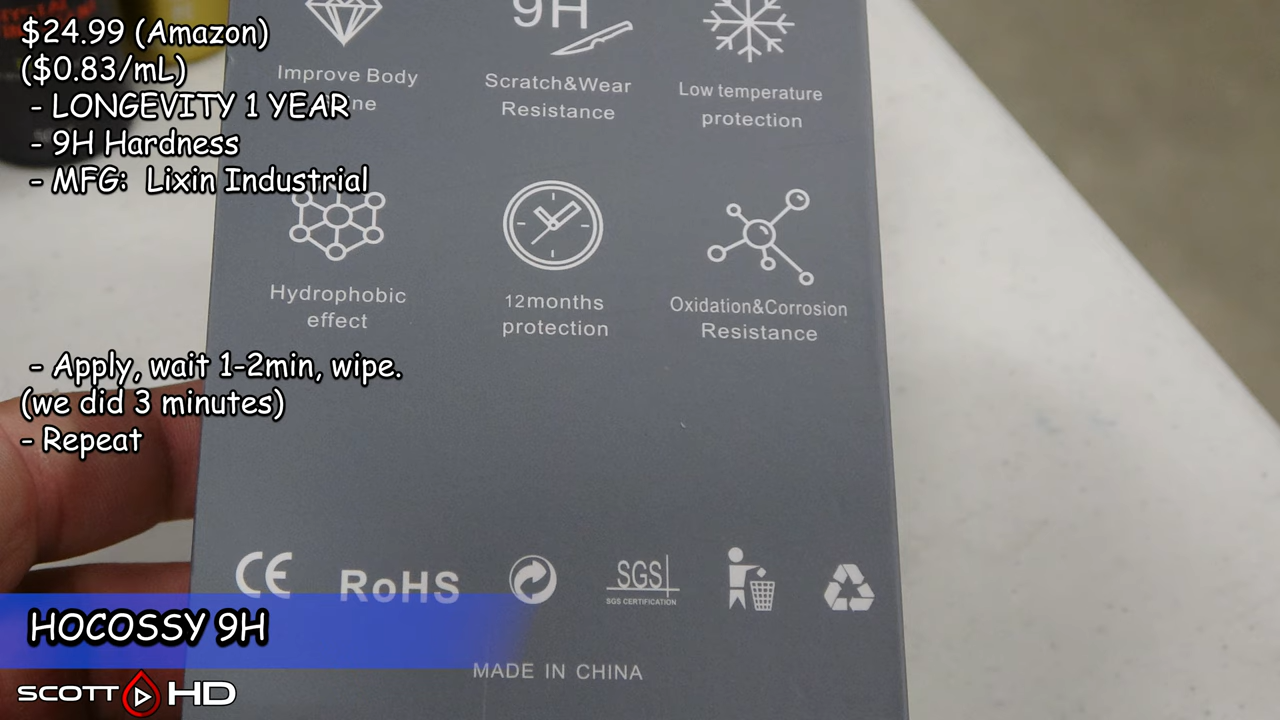 $24.99 (Amazon)
($0.83/mL)
- LONGEVITY 1 YEAR
- 9H Hardness
- MFG: Lixin Industrial
- Apply, wait 1-2min, wipe.
(we did 3 minutes)
- Repeat
Improve Body
9H
Scratch&Wear
Resistance
Low temperature
protection
Hydrophobic
effect
12months
protection
Oxidation&Corrosion
Resistance
CE
RoHS
SGS
SGS CERTIFICATION
MADE IN CHINA
HOCOSSY 9H
SCOTT HD